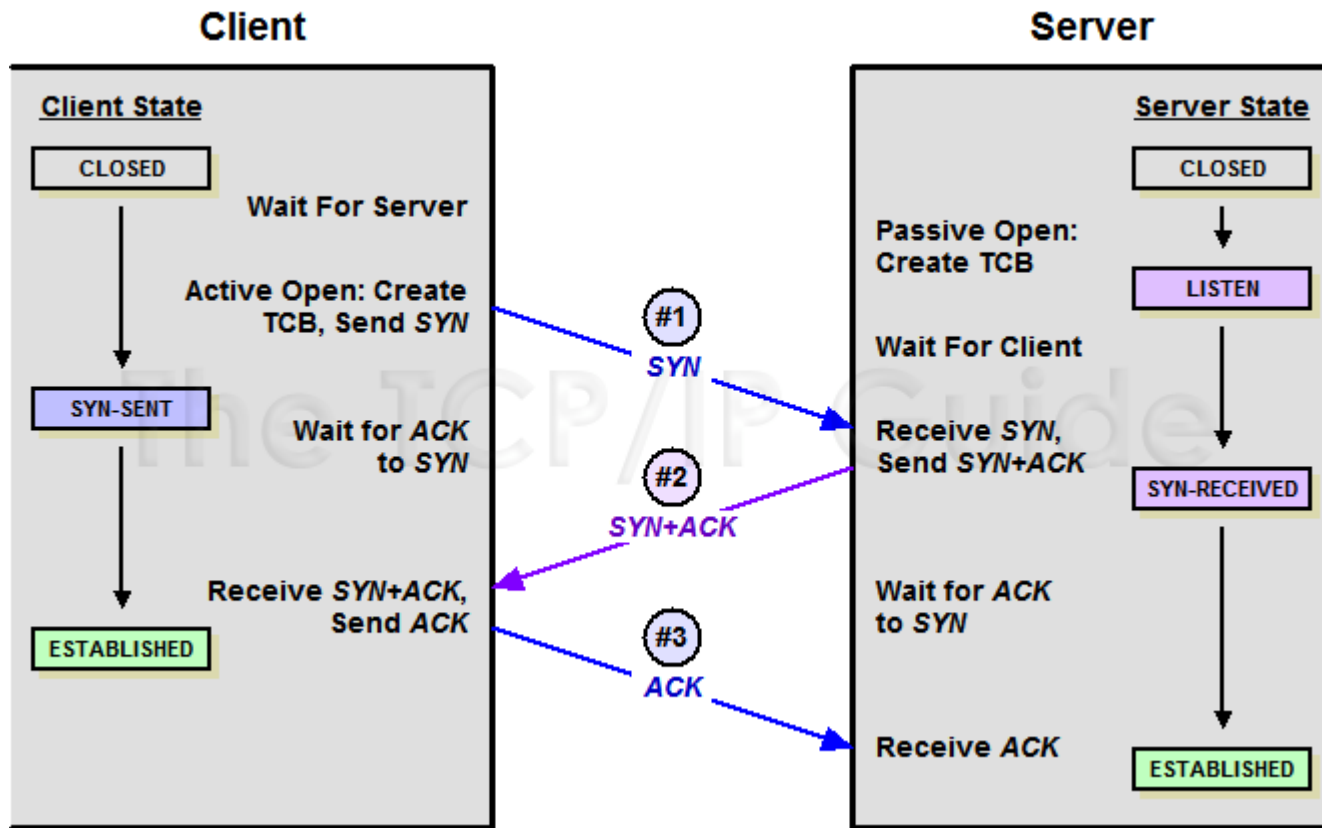 Client
Server
Client State
CLOSED
Wait For Server
Active Open: Create
TCB, Send SYN
SYN-SENT
Wait for ACK
to SYN
Receive SYN+ACK,
Send ACK
ESTABLISHED
#1
SYN
#2
SYN+ACK
#3
ACK
Server State
CLOSED
Passive Open:
Create TCB
LISTEN
Wait For Client
Receive SYN,
Send SYN+ACK
SYN-RECEIVED
Wait for ACK
to SYN
Receive ACK
ESTABLISHED
The TCP/IP Guide